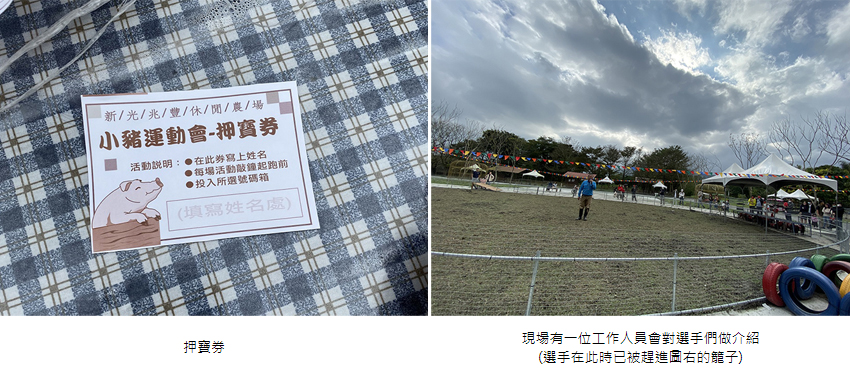 新/光/兆/豐/休/閒/農/場
小豬運動會-押寶券
活動說明：●在此券寫上姓名
●每場活動敲鐘起跑前
●投入所選號碼箱
(填寫姓名處)
押寶券
現場有一位工作人員會對選手們做介紹
(選手在此時已被趕進圖右的籠子)